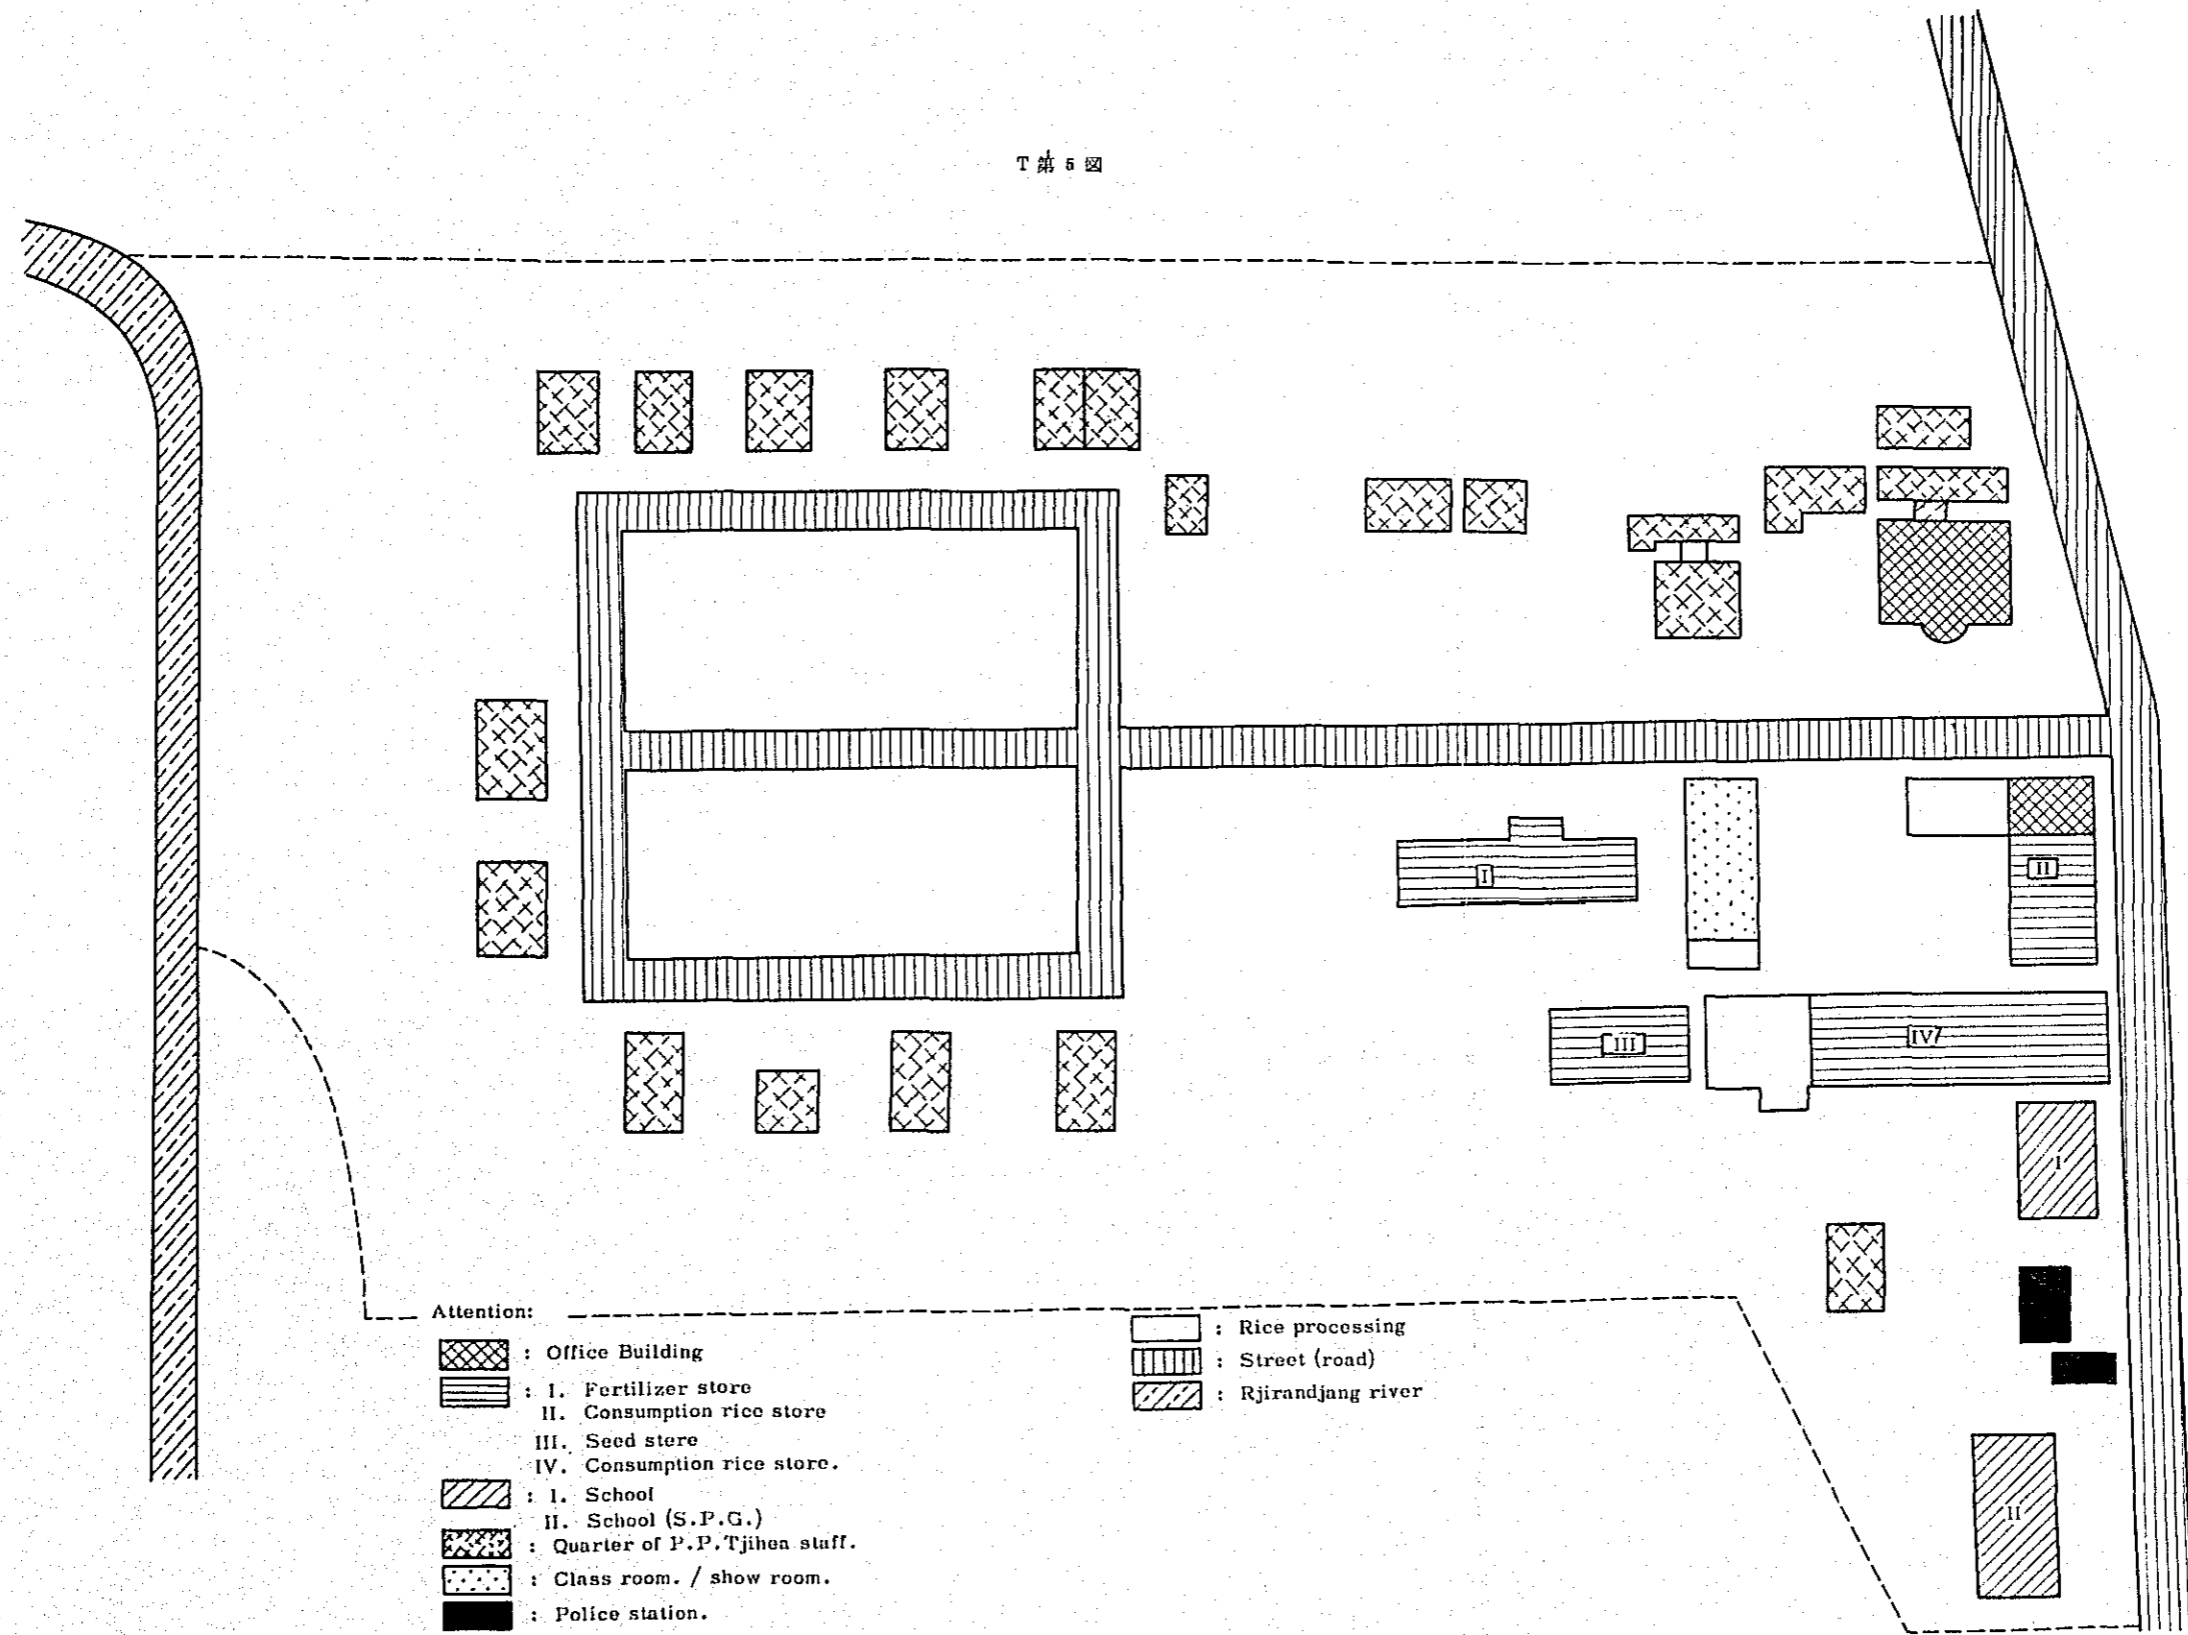 T 第 5 図
I
II
III
IV
I
II
Attention:
: Office Building
: I. Fertilizer store
II. Consumption rice store
III. Seed stere
IV. Consumption rice store.
: I. School
II. School (S.P.G.)
: Quarter of P.P.Tjihea staff.
: Class room. / show room.
: Police station.
: Rice processing
: Street (road)
: Rjirandjang river